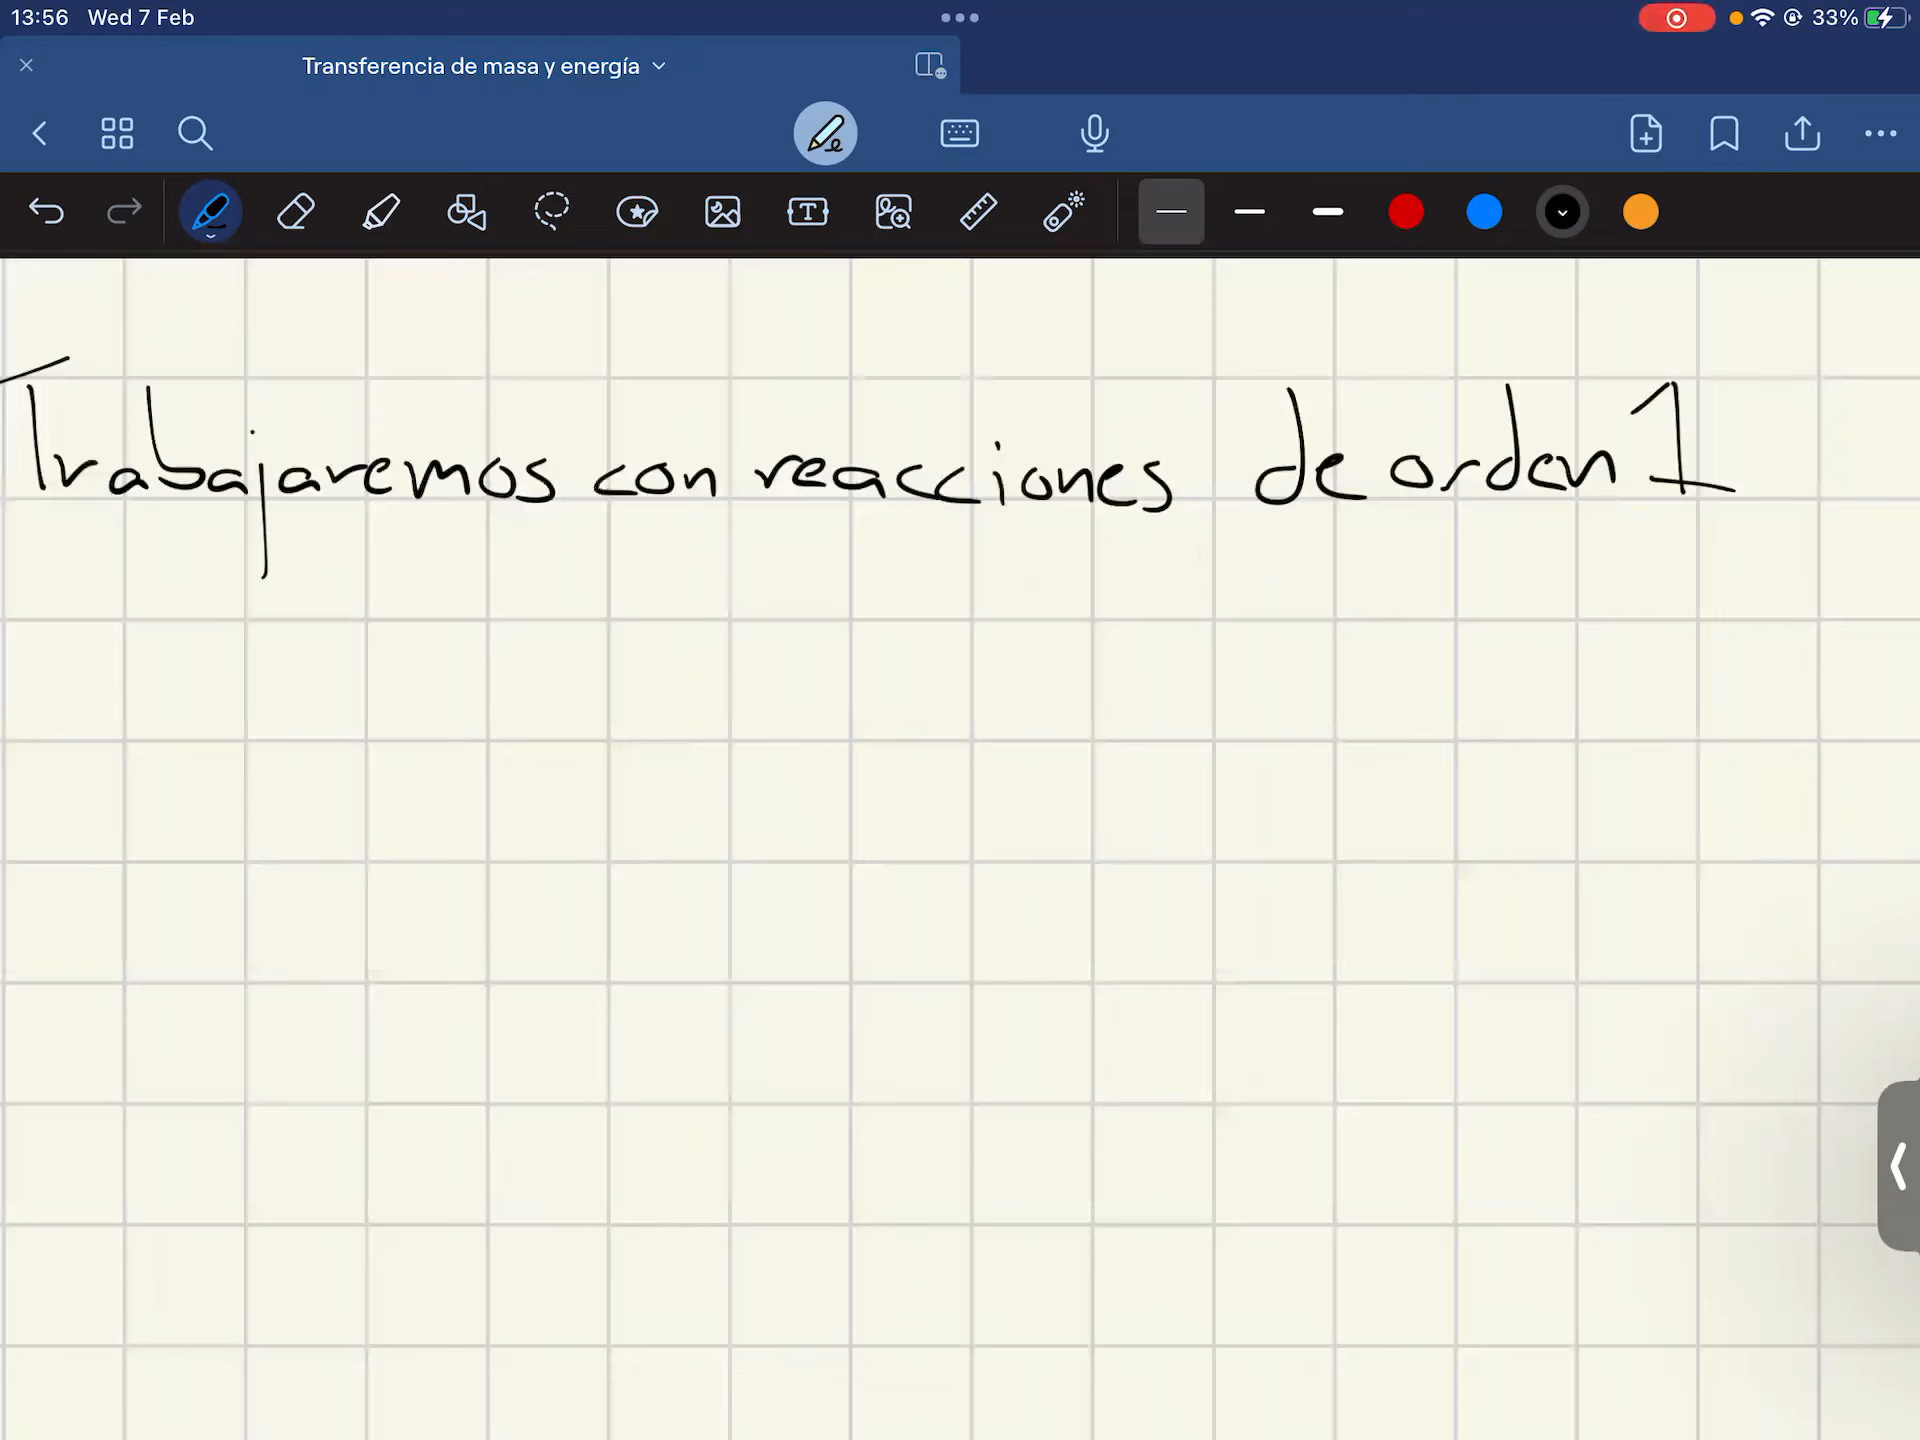 13:56 Wed 7 Feb 33%
Transferencia de masa y energía
Trabajaremos con reacciones de orden 1